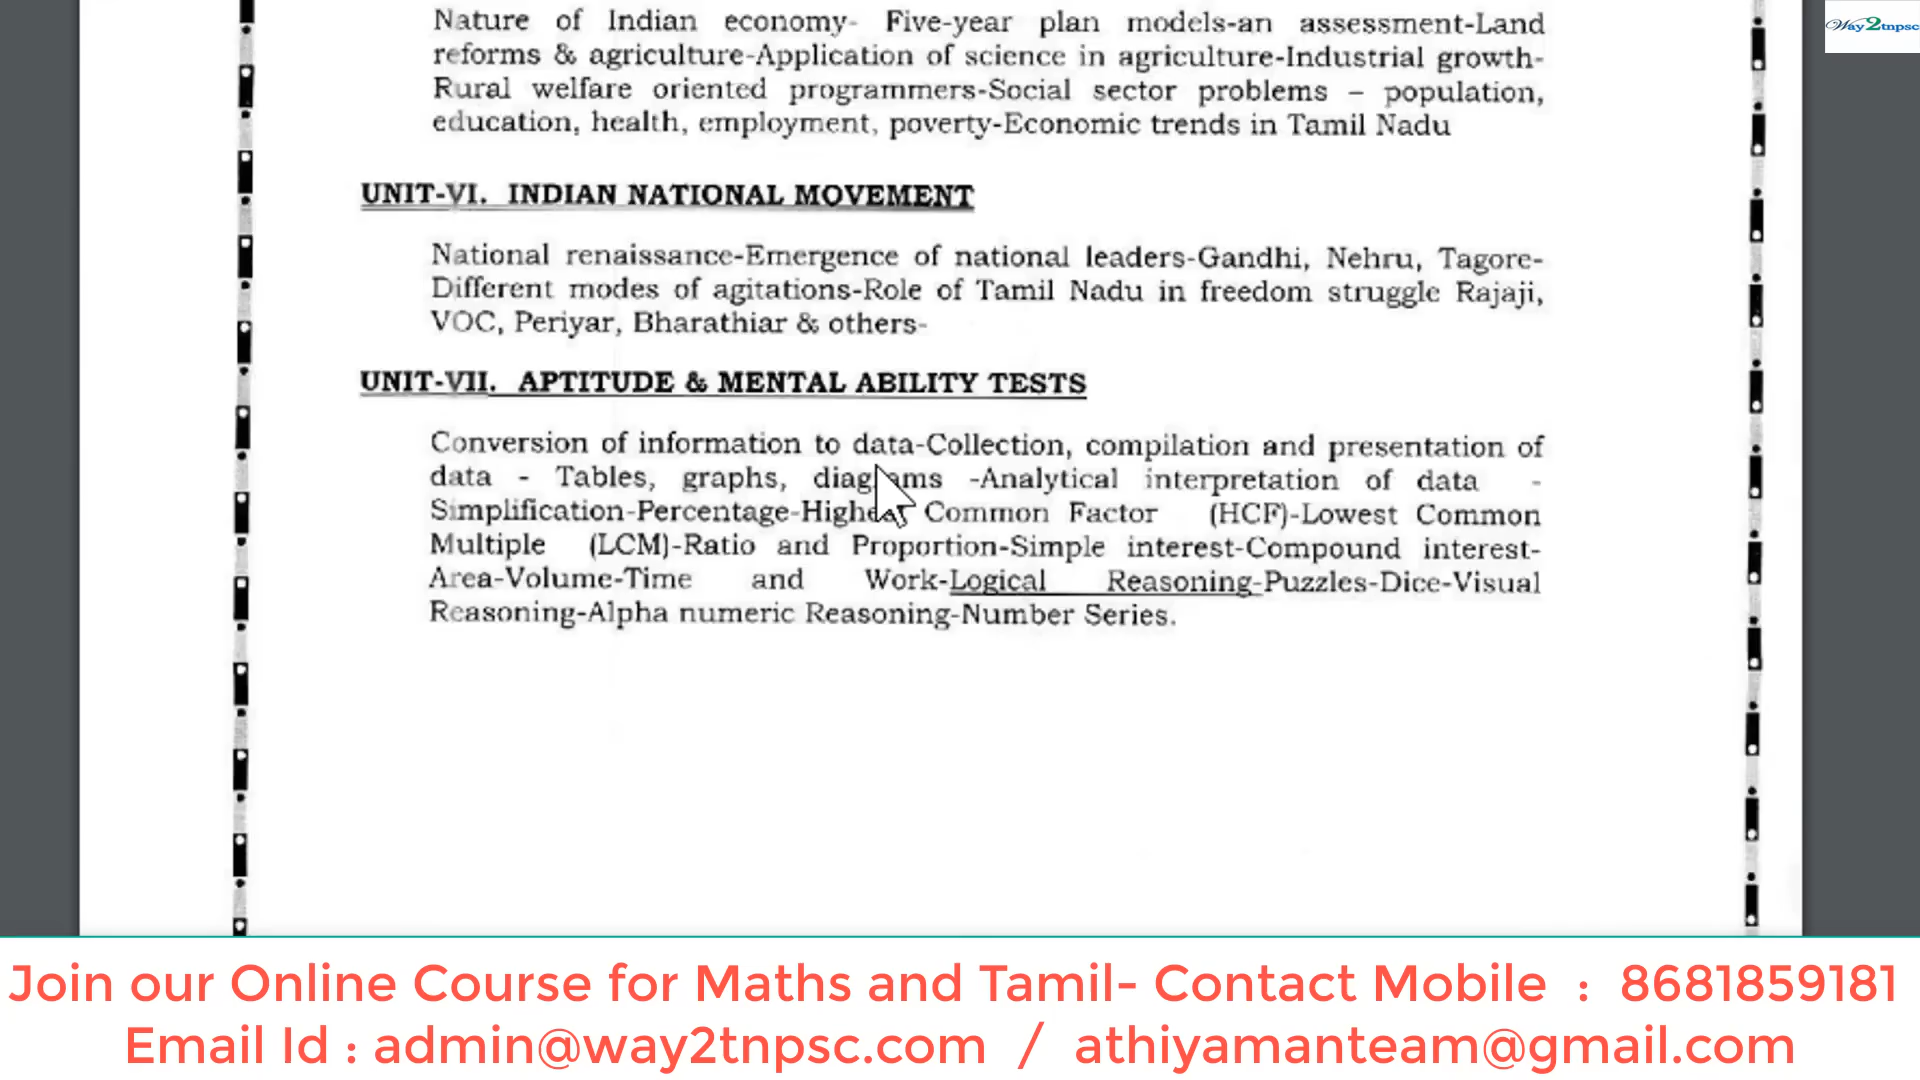 Nature of Indian economy- Five-year plan models-an assessment-Land
reforms & agriculture-Application of science in agriculture-Industrial growth-
Rural welfare oriented programmers-Social sector problems – population,
education, health, employment, poverty-Economic trends in Tamil Nadu
UNIT-VI. INDIAN NATIONAL MOVEMENT
National renaissance-Emergence of national leaders-Gandhi, Nehru, Tagore-
Different modes of agitations-Role of Tamil Nadu in freedom struggle Rajaji,
VOC, Periyar, Bharathiar & others-
UNIT-VII. APTITUDE & MENTAL ABILITY TESTS
Conversion of information to data-Collection, compilation and presentation of
data - Tables, graphs, diagrams -Analytical interpretation of data -
Simplification-Percentage-Highest Common Factor (HCF)-Lowest Common
Multiple (LCM)-Ratio and Proportion-Simple interest-Compound interest-
Area-Volume-Time and Work-Logical Reasoning-Puzzles-Dice-Visual
Reasoning-Alpha numeric Reasoning-Number Series.
Way2tnpsc
Join our Online Course for Maths and Tamil- Contact Mobile : 8681859181
Email Id : admin@way2tnpsc.com / athiyamanteam@gmail.com